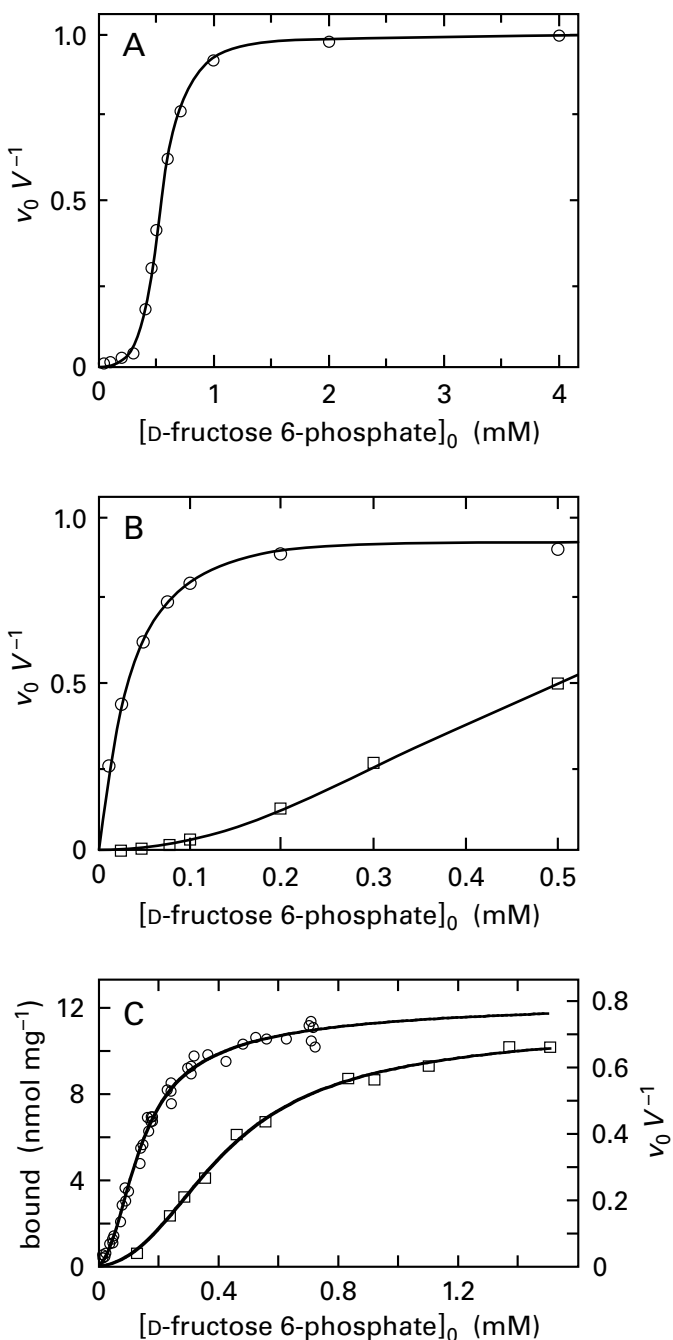 A
1.0
0.5
0
v₀ V⁻¹
0 1 2 3 4
[D-fructose 6-phosphate]₀ (mM)
B
1.0
0.5
0
v₀ V⁻¹
0 0.1 0.2 0.3 0.4 0.5
[D-fructose 6-phosphate]₀ (mM)
C
12
8
4
0
bound (nmol mg⁻¹)
0.8
0.6
0.4
0.2
0
v₀ V⁻¹
0 0.4 0.8 1.2
[D-fructose 6-phosphate]₀ (mM)